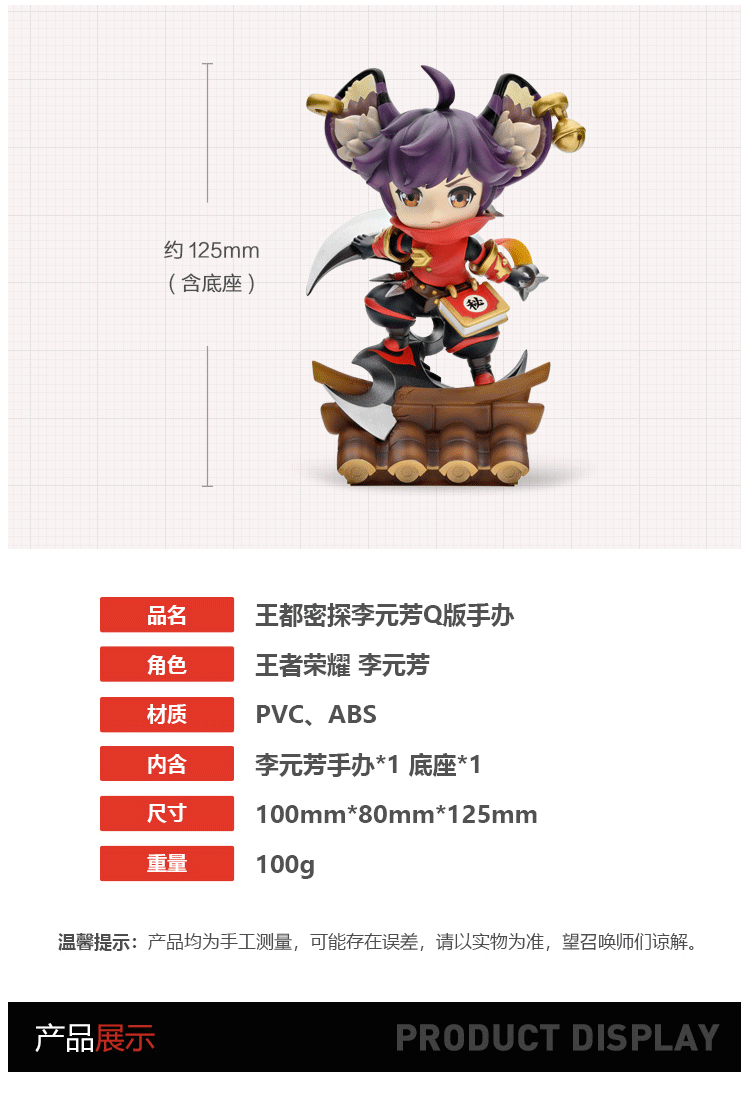 约 125mm
( 含底座 )
秘
品名 王都密探李元芳Q版手办
角色 王者荣耀 李元芳
材质 PVC、ABS
内含 李元芳手办*1 底座*1
尺寸 100mm*80mm*125mm
重量 100g
温馨提示：产品均为手工测量，可能存在误差，请以实物为准，望召唤师们谅解。
产品展示 PRODUCT DISPLAY